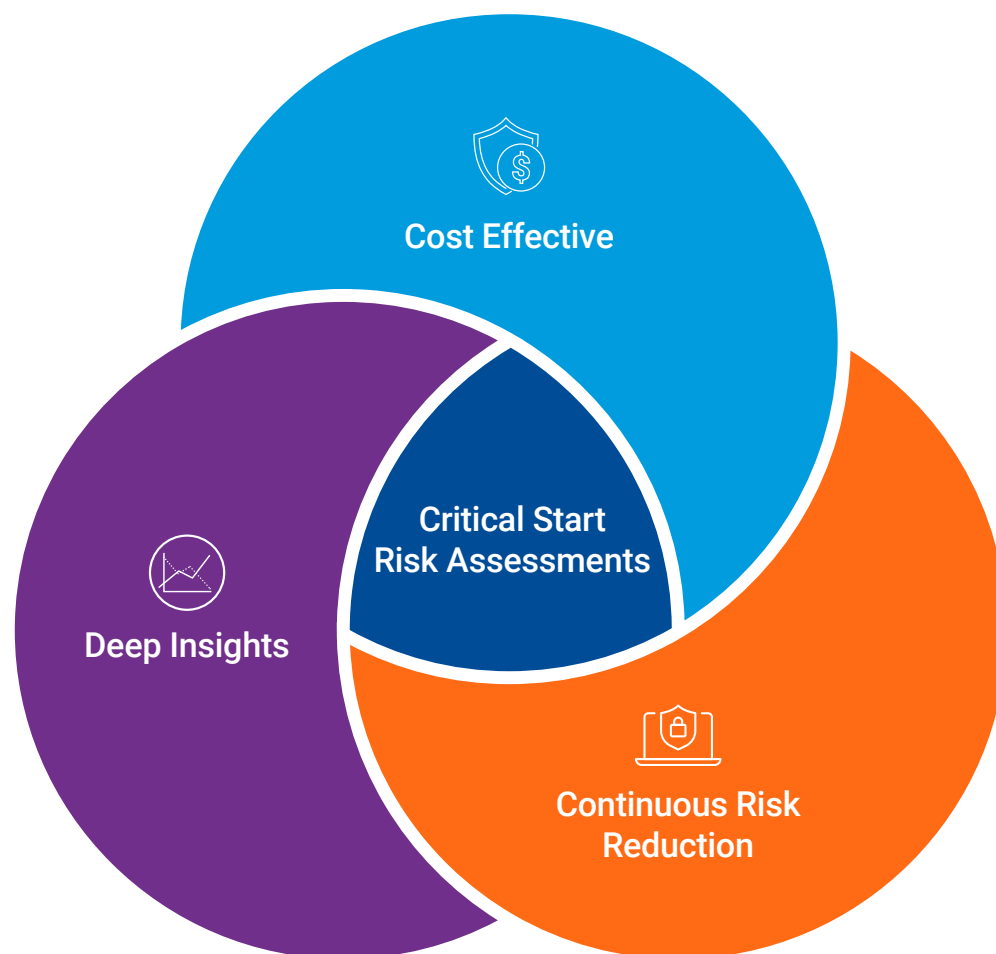 $
Cost Effective
Critical Start
Risk Assessments
Deep Insights
Continuous Risk
Reduction